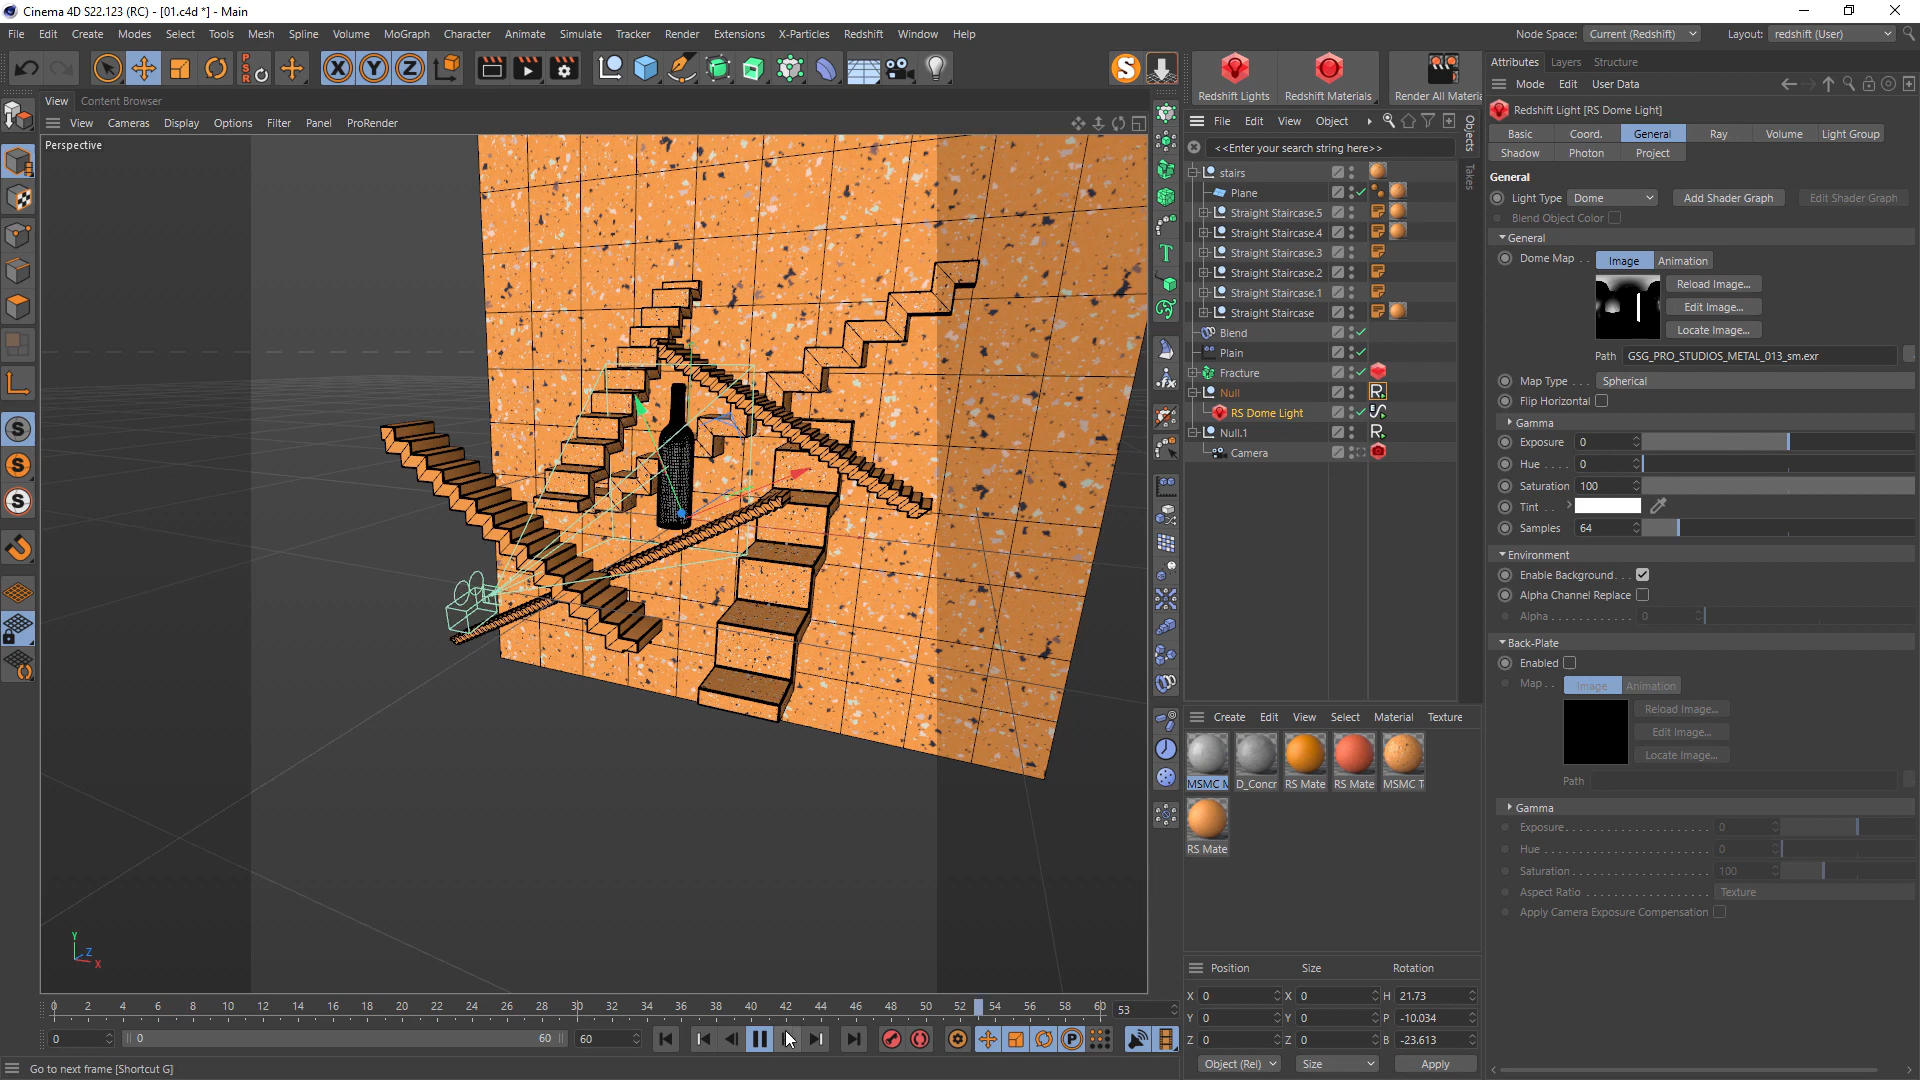 Cinema 4D S22.123 (RC) - [01.c4d *] - Main
File Edit Create Modes Select Tools Mesh Spline Volume MoGraph Character Animate Simulate Tracker Render Extensions X-Particles Redshift Window Help
Node Space: Current (Redshift) Layout: redshift (User)
PSR X Y Z
Redshift Lights Redshift Materials Render All Materia
View Content Browser
View Cameras Display Options Filter Panel ProRender
Perspective
File Edit View Object
<<Enter your search string here>>
Objects
Takes
stairs
Plane
Straight Staircase.5
Straight Staircase.4
Straight Staircase.3
Straight Staircase.2
Straight Staircase.1
Straight Staircase
Blend
Plain
Fracture
Null
RS Dome Light
Null.1
Camera
Create Edit View Select Material Texture
MSMC M D_Concr RS Mate RS Mate MSMC T
RS Mate
Position Size Rotation
X 0 X 0 H 21.73
Y 0 Y 0 P -10.034
Z 0 Z 0 B -23.613
Object (Rel) Size Apply
Attributes Layers Structure
Mode Edit User Data
Redshift Light [RS Dome Light]
Basic Coord. General Ray Volume Light Group
Shadow Photon Project
General
Light Type Dome Add Shader Graph Edit Shader Graph
Blend Object Color
General
Dome Map . . Image Animation
Reload Image...
Edit Image...
Locate Image...
Path GSG_PRO_STUDIOS_METAL_013_sm.exr
Map Type . . . Spherical
Flip Horizontal
Gamma
Exposure 0
Hue . . . . 0
Saturation 100
Tint . .
Samples 64
Environment
Enable Background.
Alpha Channel Replace
Alpha . . . . . . . . . . . . 0
Back-Plate
Enabled
Map . . Image Animation
Reload Image...
Edit Image...
Locate Image...
Path
Gamma
Exposure. . . . . . . . . . . . . . . . . . . . 0
Hue . . . . . . . . . . . . . . . . . . . . . . . . 0
Saturation . . . . . . . . . . . . . . . . . . . 100
Aspect Ratio . . . . . . . . . . . . . . . . . Texture
Apply Camera Exposure Compensation
Y Z X
0 2 4 6 8 10 12 14 16 18 20 22 24 26 28 30 32 34 36 38 40 42 44 46 48 50 52 54 56 58 60 53
0 0 60 60
Go to next frame [Shortcut G]